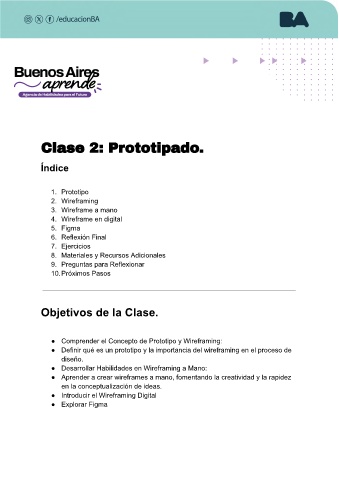 /educacionBA
BA
Buenos Aires
aprende
Agencia de Habilidades para el Futuro
Clase 2: Prototipado.
Índice
1. Prototipo
2. Wireframing
3. Wireframe a mano
4. Wireframe en digital
5. Figma
6. Reflexión Final
7. Ejercicios
8. Materiales y Recursos Adicionales
9. Preguntas para Reflexionar
10. Próximos Pasos
Objetivos de la Clase.
● Comprender el Concepto de Prototipo y Wireframing:
● Definir qué es un prototipo y la importancia del wireframing en el proceso de
diseño.
● Desarrollar Habilidades en Wireframing a Mano:
● Aprender a crear wireframes a mano, fomentando la creatividad y la rapidez
en la conceptualización de ideas.
● Introducir el Wireframing Digital
● Explorar Figma